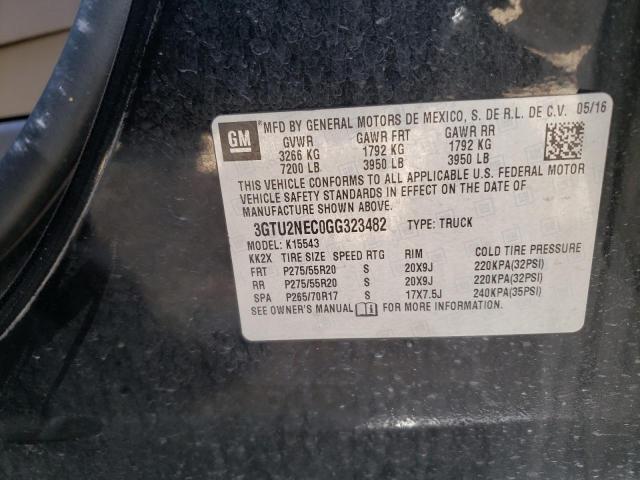 GM
MFD BY GENERAL MOTORS DE MEXICO, S. DE R.L. DE C.V. 05/16
GVWR GAWR FRT GAWR RR
3266 KG 1792 KG 1792 KG
7200 LB 3950 LB 3950 LB
THIS VEHICLE CONFORMS TO ALL APPLICABLE U.S. FEDERAL MOTOR
VEHICLE SAFETY STANDARDS IN EFFECT ON THE DATE OF
MANUFACTURE SHOWN ABOVE.
3GTU2NEC0GG323482 TYPE: TRUCK
MODEL: K15543
KK2X TIRE SIZE SPEED RTG RIM COLD TIRE PRESSURE
FRT P275/55R20 S 20X9J 220KPA(32PSI)
RR P275/55R20 S 20X9J 220KPA(32PSI)
SPA P265/70R17 S 17X7.5J 240KPA(35PSI)
SEE OWNER'S MANUAL FOR MORE INFORMATION.